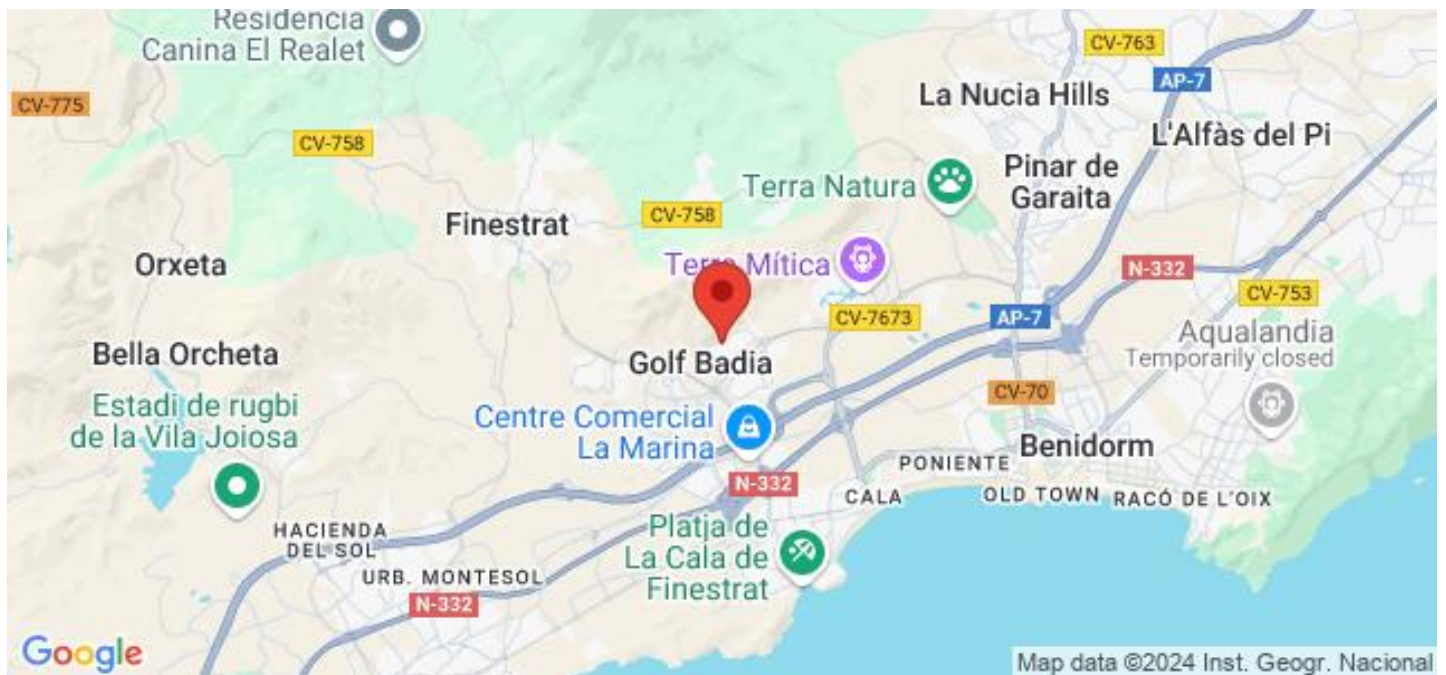 Residencia
Canina El Realet
CV-763
AP-7
CV-775
La Nucia Hills
CV-758
L'Alfàs del Pi
Terra Natura
Pinar de
Garaita
Finestrat
CV-758
Orxeta
Terra Mítica
N-332
CV-753
CV-7673
AP-7
Aqualandia
Temporarily closed
Bella Orcheta
Golf Badia
CV-70
Estadi de rugbi
de la Vila Joiosa
Centre Comercial
La Marina
Benidorm
PONIENTE
N-332
CALA
OLD TOWN
RACÓ DE L'OIX
HACIENDA
DEL SOL
Platja de
La Cala de
Finestrat
URB. MONTESOL
N-332
Google
Map data ©2024 Inst. Geogr. Nacional